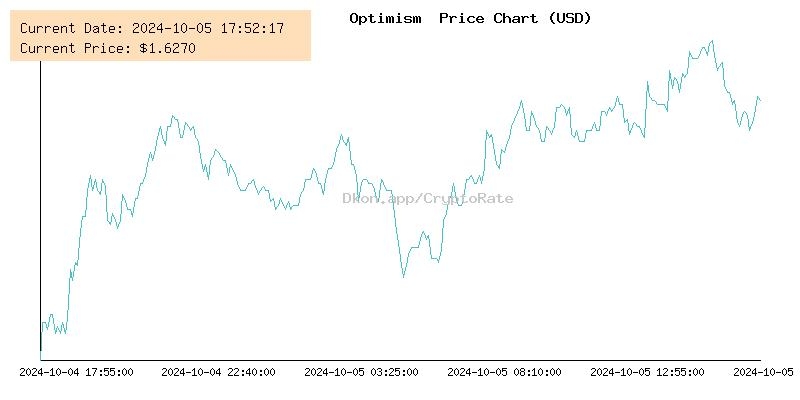 Optimism Price Chart (USD)
Current Date: 2024-10-05 17:52:17
Current Price: $1.6270
Dkon.app/CryptoRate
2024-10-04 17:55:00 2024-10-04 22:40:00 2024-10-05 03:25:00 2024-10-05 08:10:00 2024-10-05 12:55:00 2024-10-05